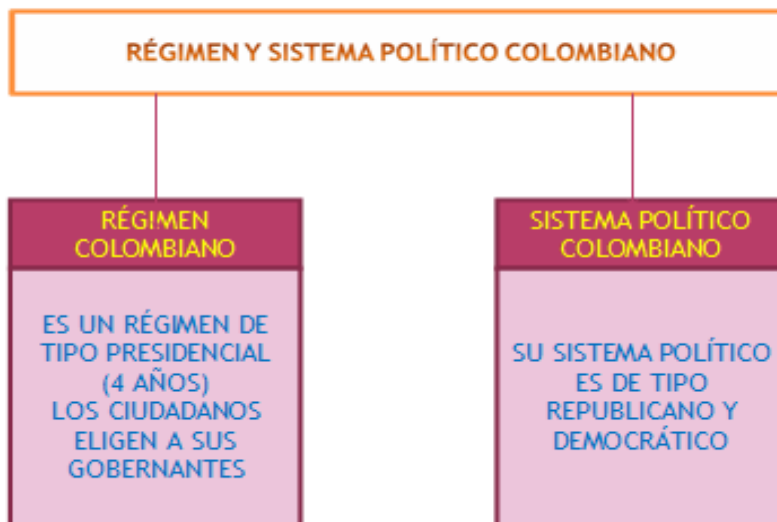 RÉGIMEN Y SISTEMA POLÍTICO COLOMBIANO
RÉGIMEN
COLOMBIANO
ES UN RÉGIMEN DE
TIPO PRESIDENCIAL
(4 AÑOS)
LOS CIUDADANOS
ELIGEN A SUS
GOBERNANTES
SISTEMA POLÍTICO
COLOMBIANO
SU SISTEMA POLÍTICO
ES DE TIPO
REPUBLICANO Y
DEMOCRÁTICO